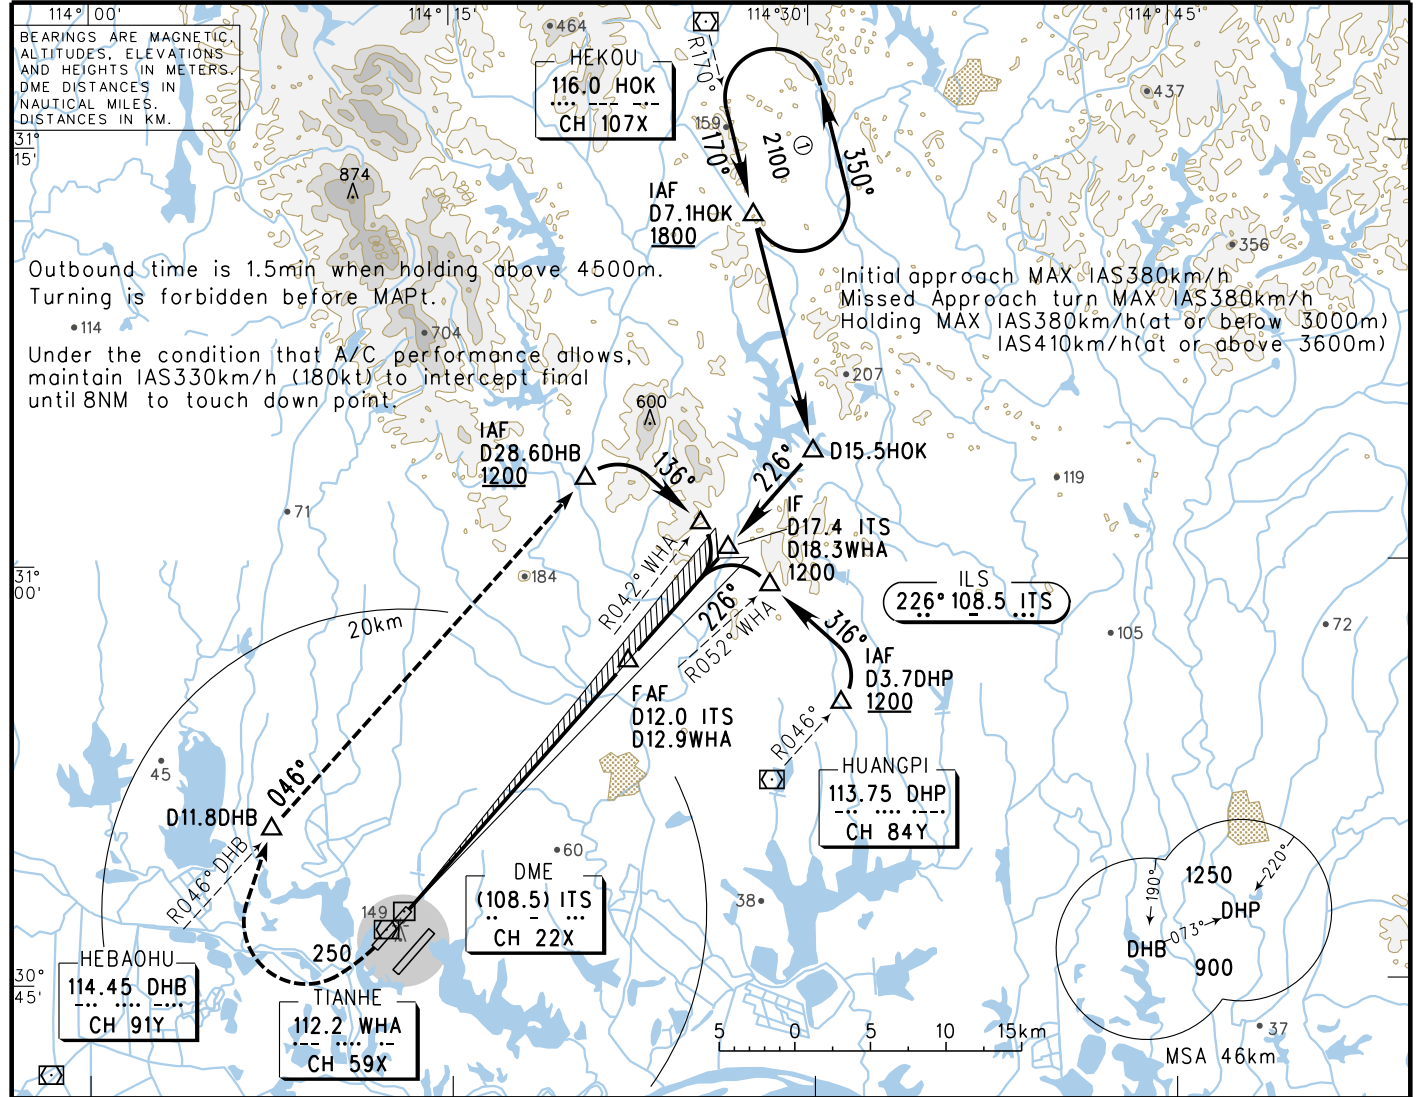 114° 00'
114° 15'
114° 30'
114° 45'
BEARINGS ARE MAGNETIC,
ALTITUDES, ELEVATIONS
AND HEIGHTS IN METERS.
DME DISTANCES IN
NAUTICAL MILES.
DISTANCES IN KM.
464
HEKOU
116.0 HOK
CH 107X
R170°
159
170°
2100
①
350°
437
31°
15'
874
IAF
D7.1HOK
1800
356
Outbound time is 1.5min when holding above 4500m.
Turning is forbidden before MAPt.
Initial approach MAX IAS380km/h
Missed Approach turn MAX IAS380km/h
Holding MAX IAS380km/h(at or below 3000m)
IAS410km/h(at or above 3600m)
114
704
Under the condition that A/C performance allows,
maintain IAS330km/h (180kt) to intercept final
until 8NM to touch down point.
207
600
IAF
D28.6DHB
1200
136°
226°
D15.5HOK
119
71
IF
D17.4 ITS
D18.3WHA
1200
R042° WHA
184
31°
00'
ILS
226° 108.5 ITS
226°
R052° WHA
316°
105
72
20km
IAF
D3.7DHP
1200
FAF
D12.0 ITS
D12.9WHA
R046°
45
046°
HUANGPI
113.75 DHP
CH 84Y
D11.8DHB
R046° DHB
60
DME
(108.5) ITS
CH 22X
38
149
250
190°
1250
220°
DHP
073°
DHB
900
HEBAOHU
114.45 DHB
CH 91Y
30°
45'
TIANHE
112.2 WHA
CH 59X
5 0 5 10 15km
37
MSA 46km